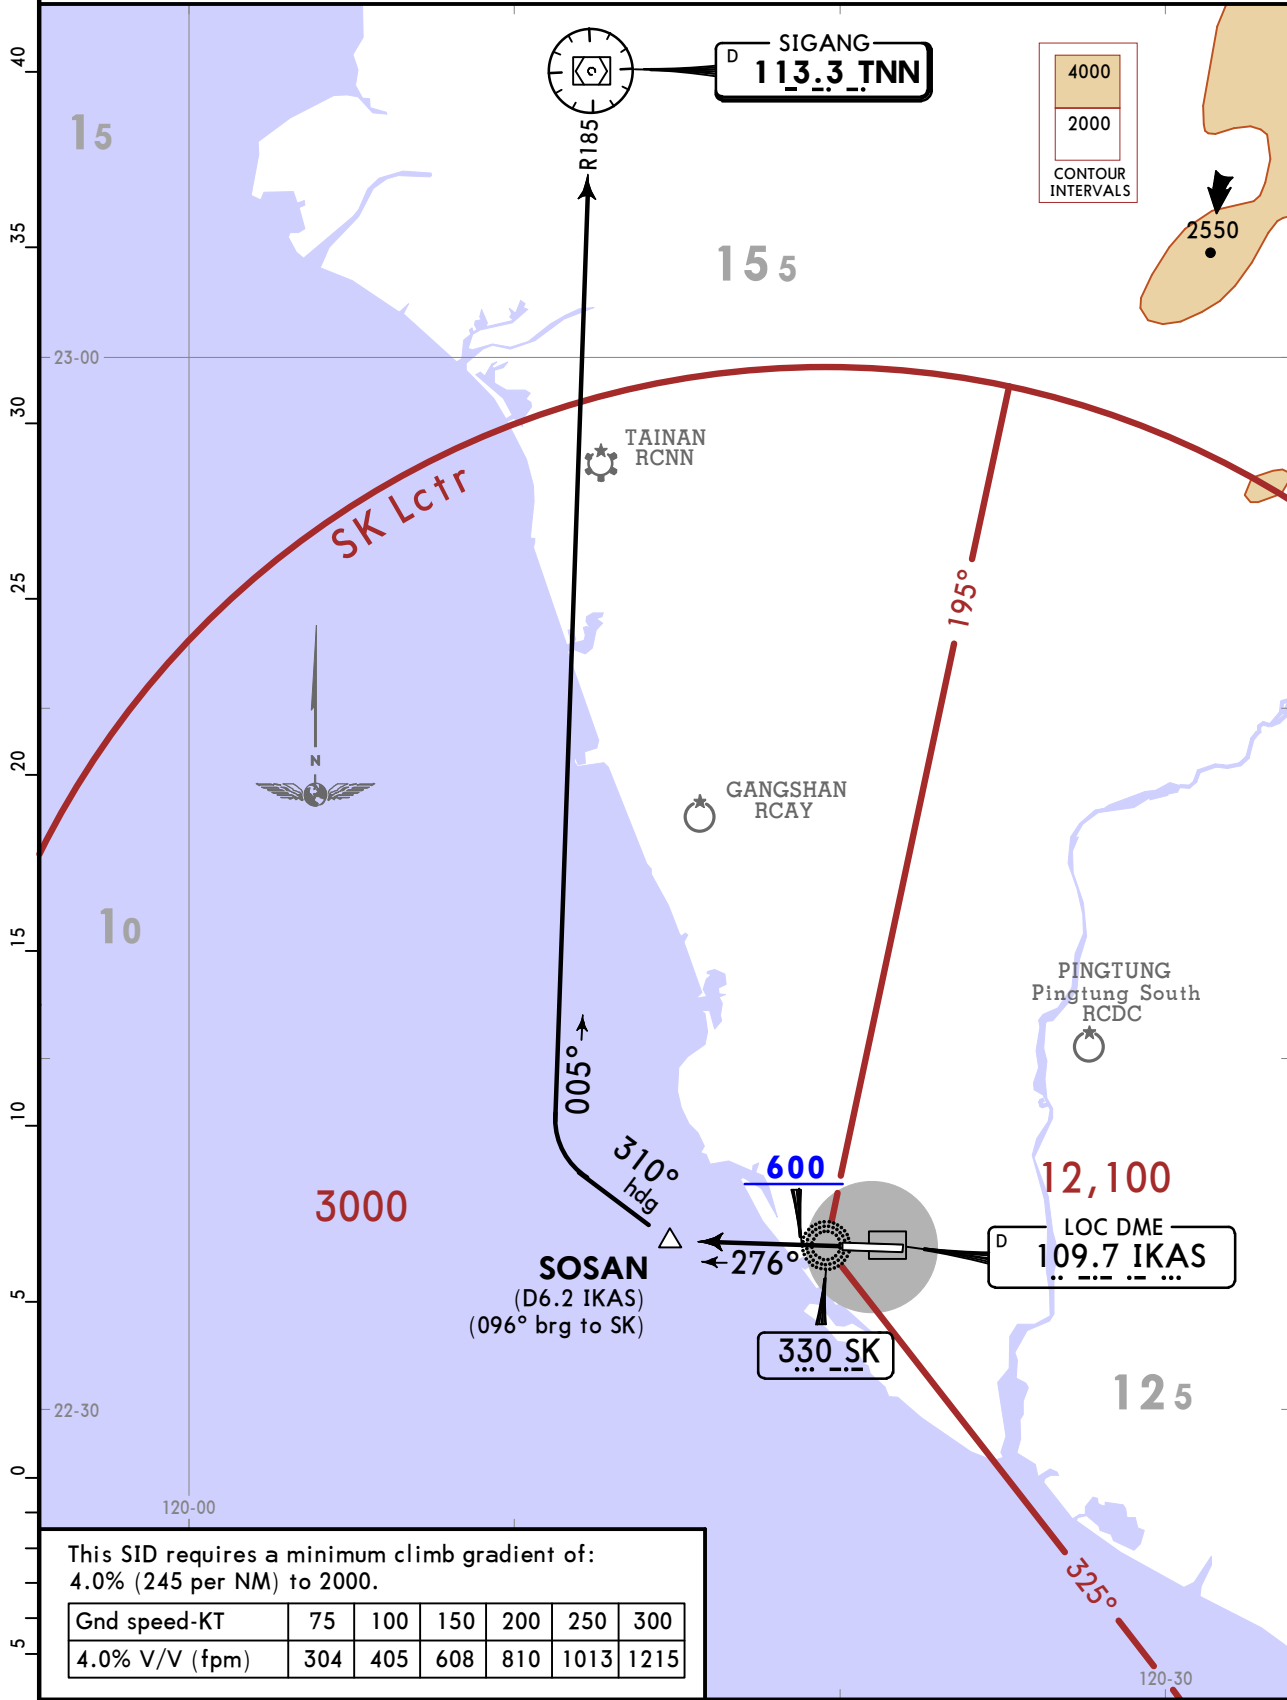 SIGANG
D
113.3 TNN
R185
4000
2000
CONTOUR
INTERVALS
40
15
35
2550
15 5
23-00
30
TAINAN
RCNN
SK Lctr
25
195°
20
N
GANGSHAN
RCAY
10
15
PINGTUNG
Pingtung South
RCDC
005°
10
310°
hdg
600
12,100
3000
LOC DME
D
109.7 IKAS
276°
SOSAN
(D6.2 IKAS)
(096° brg to SK)
5
330 SK
12 5
22-30
0
120-00
325°
5
120-30
This SID requires a minimum climb gradient of:
4.0% (245 per NM) to 2000.
Gnd speed-KT 75 100 150 200 250 300
4.0% V/V (fpm) 304 405 608 810 1013 1215